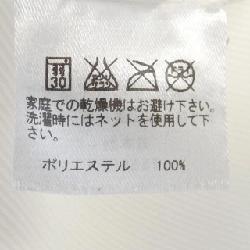 30
家庭での乾燥機はお避け下さい。
洗濯時にはネットを使用して下
さい。
ポリエステル 100%